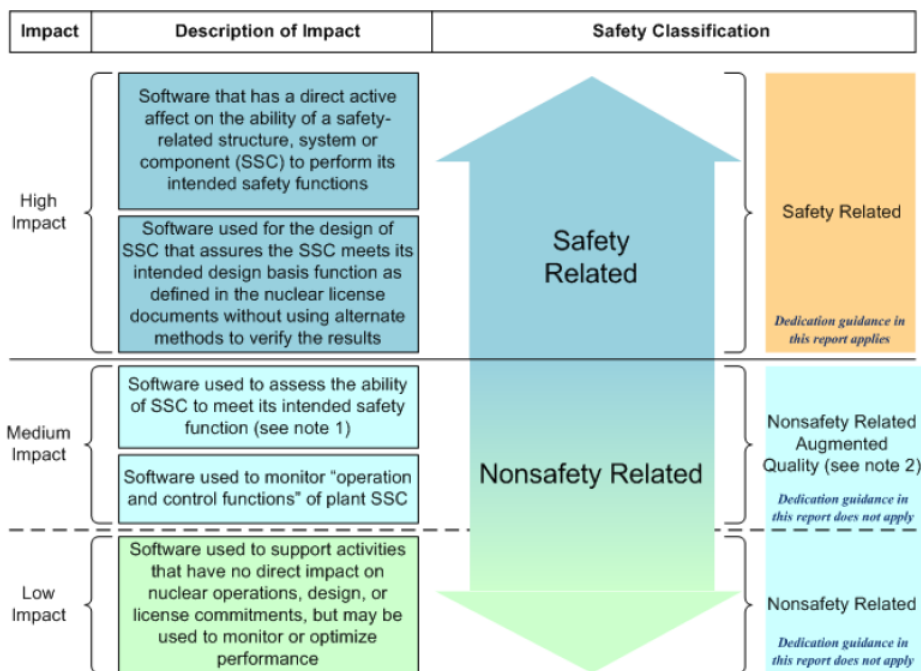 Impact
Description of Impact
Safety Classification
High
Impact
Software that has a direct active
affect on the ability of a safety-
related structure, system or
component (SSC) to perform its
intended safety functions
Software used for the design of
SSC that assures the SSC meets its
intended design basis function as
defined in the nuclear license
documents without using alternate
methods to verify the results
Safety
Related
Safety Related
Dedication guidance in
this report applies
Medium
Impact
Software used to assess the ability
of SSC to meet its intended safety
function (see note 1)
Software used to monitor “operation
and control functions” of plant SSC
Nonsafety Related
Nonsafety Related
Augmented
Quality (see note 2)
Dedication guidance in
this report does not apply
Low
Impact
Software used to support activities
that have no direct impact on
nuclear operations, design, or
license commitments, but may be
used to monitor or optimize
performance
Nonsafety Related
Dedication guidance in
this report does not apply